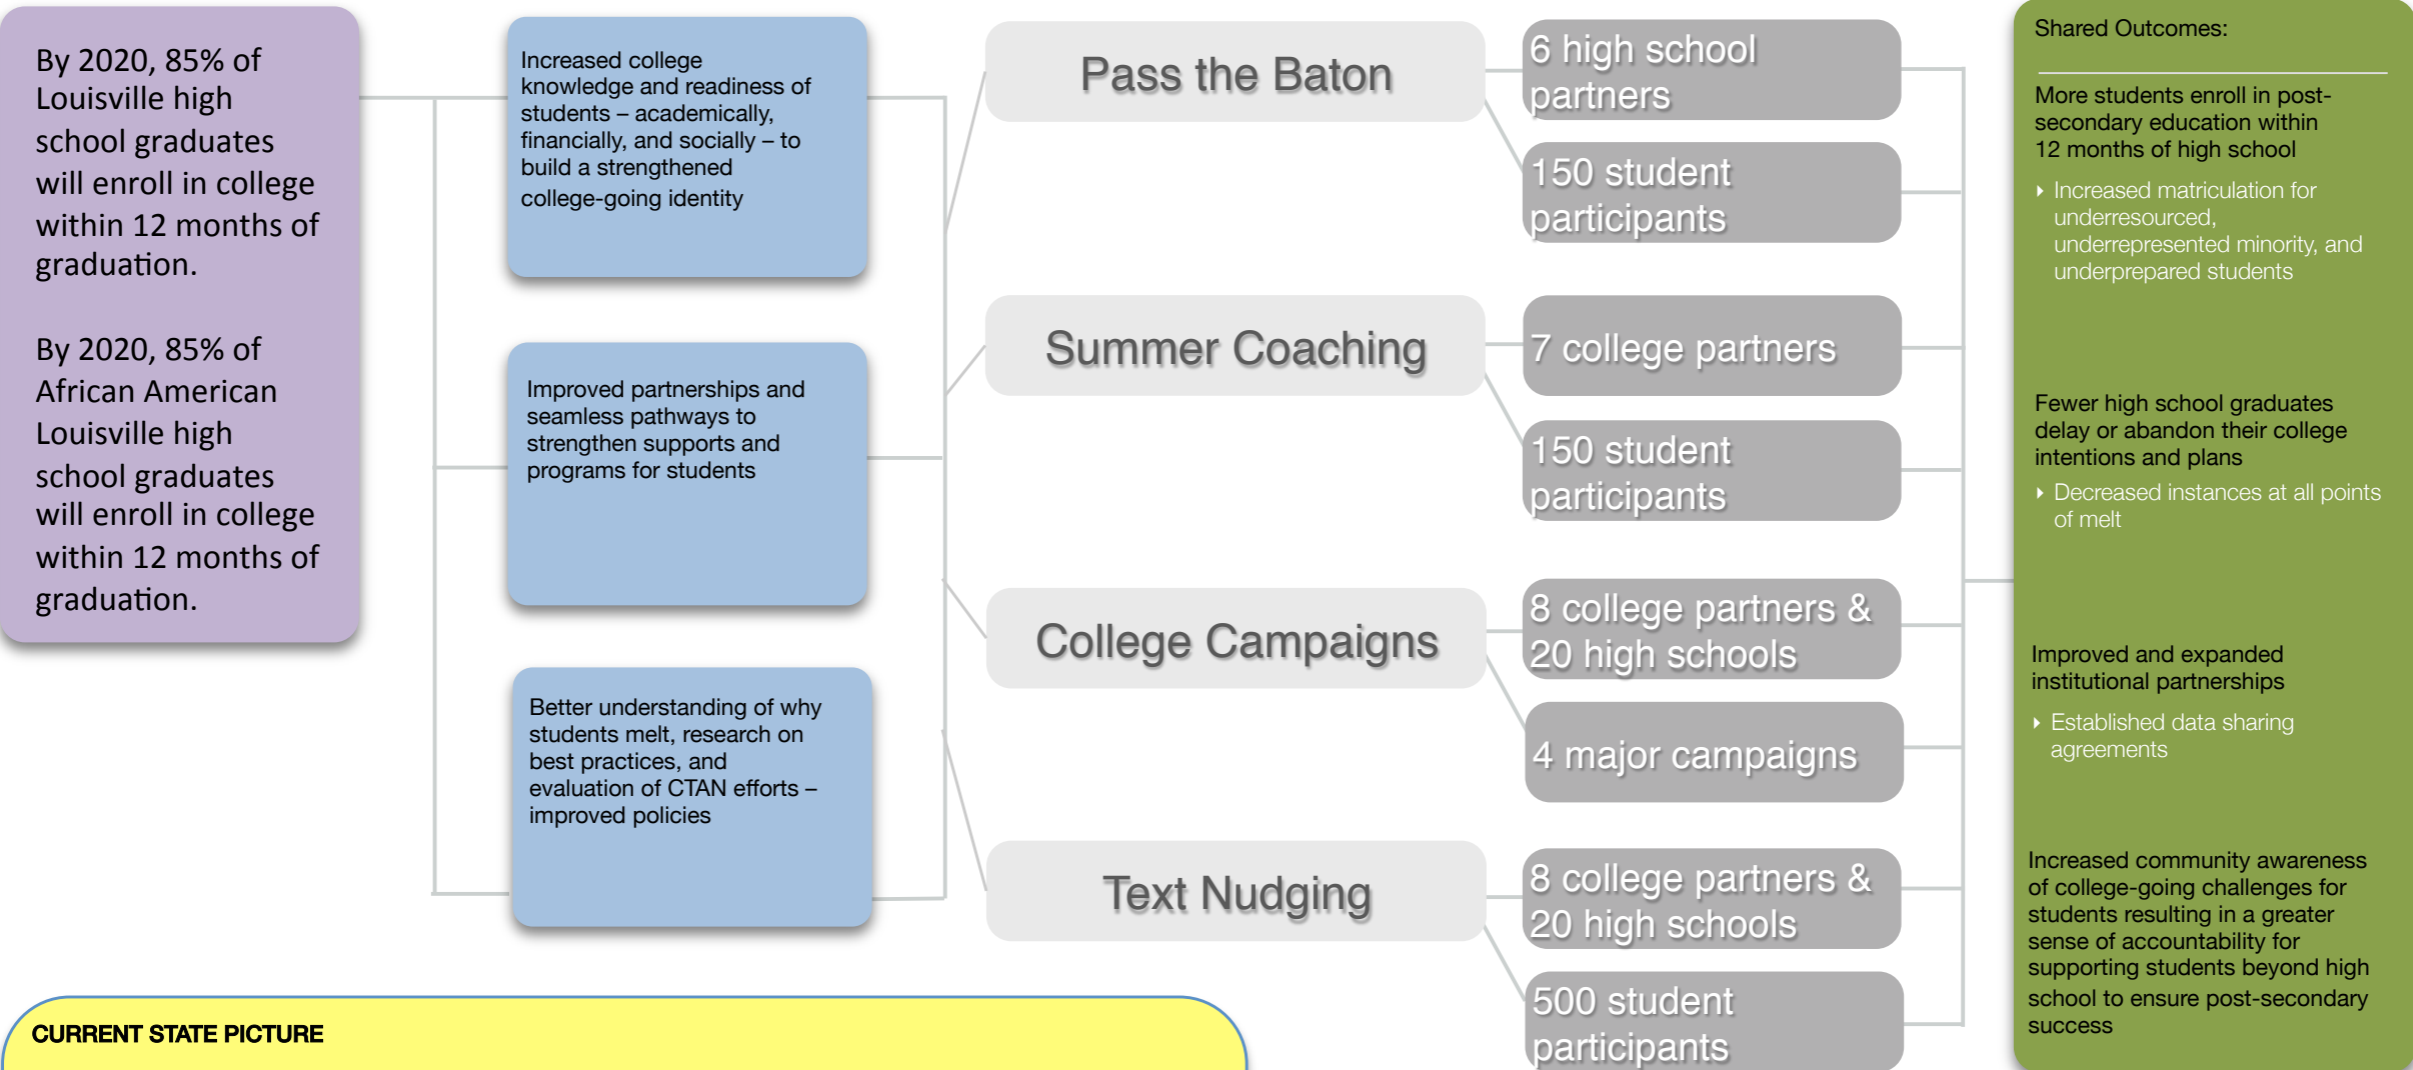 By 2020, 85% of
Louisville high
school graduates
will enroll in college
within 12 months of
graduation.
By 2020, 85% of
African American
Louisville high
school graduates
will enroll in college
within 12 months of
graduation.
Increased college
knowledge and readiness of
students – academically,
financially, and socially – to
build a strengthened
college-going identity
Improved partnerships and
seamless pathways to
strengthen supports and
programs for students
Better understanding of why
students melt, research on
best practices, and
evaluation of CTAN efforts –
improved policies
Pass the Baton
6 high school
partners
150 student
participants
Summer Coaching
7 college partners
150 student
participants
College Campaigns
8 college partners &
20 high schools
4 major campaigns
Text Nudging
8 college partners &
20 high schools
500 student
participants
Shared Outcomes:
More students enroll in post-
secondary education within
12 months of high school
‣ Increased matriculation for
underresourced,
underrepresented minority, and
underprepared students
Fewer high school graduates
delay or abandon their college
intentions and plans
‣ Decreased instances at all points
of melt
Improved and expanded
institutional partnerships
‣ Established data sharing
agreements
Increased community awareness
of college-going challenges for
students resulting in a greater
sense of accountability for
supporting students beyond high
school to ensure post-secondary
success
CURRENT STATE PICTURE